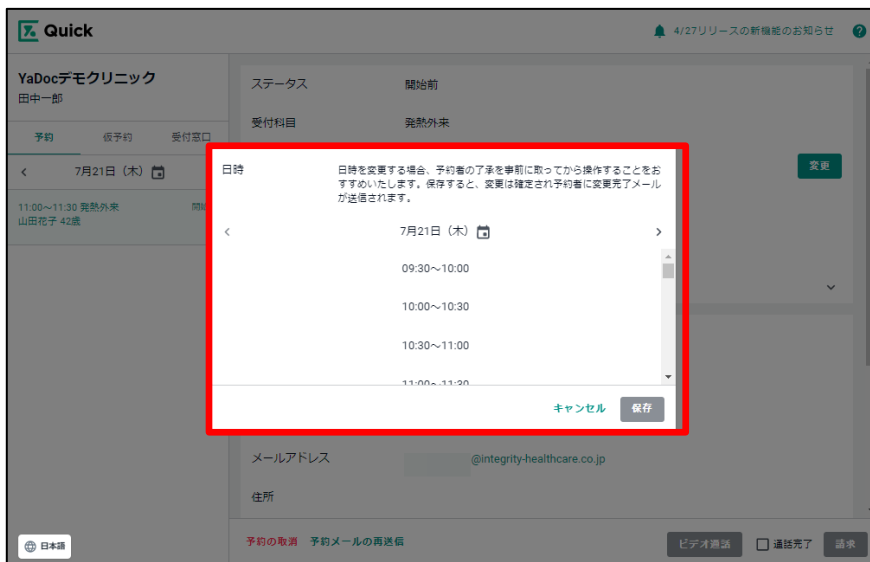 Quick
4/27リリースの新機能のお知らせ
YaDocデモクリニック
田中一郎
予約 仮予約 受付窓口
7月21日（木）
11:00～11:30 発熱外来
山田花子 42歳
ステータス 開始前
受付科目 発熱外来
変更
日時
日時を変更する場合、予約者の了承を事前に取ってから操作することをお
すすめいたします。保存すると、変更は確定され予約者に変更完了メール
が送信されます。
7月21日（木）
09:30～10:00
10:00～10:30
10:30～11:00
11:00～11:30
キャンセル 保存
メールアドレス @integrity-healthcare.co.jp
住所
予約の取消 予約メールの再送信
ビデオ通話 通話完了 請求
日本語